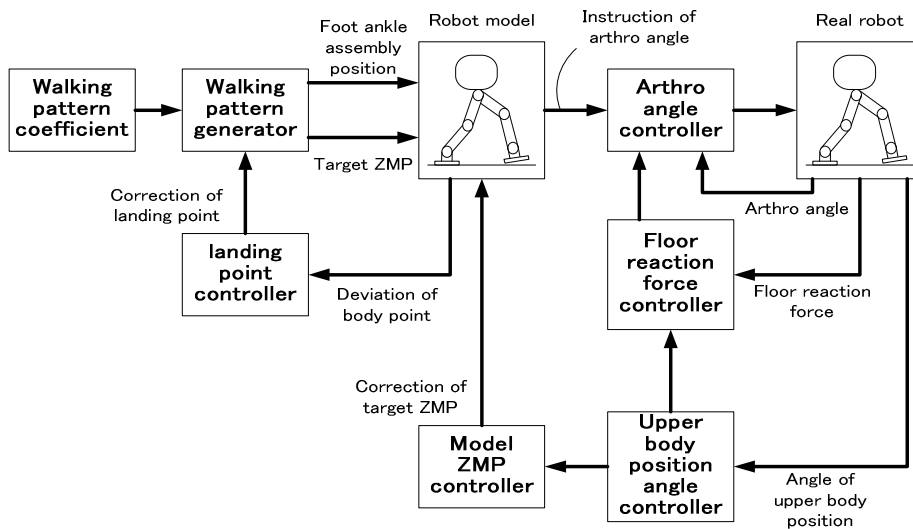 Foot ankle
assembly
position
Robot model
Instruction of
arthro angle
Real robot
Walking
pattern
coefficient
Walking
pattern
generator
Arthro
angle
controller
Target ZMP
Correction of
landing point
Arthro angle
landing
point
controller
Deviation of
body point
Floor
reaction
force
controller
Floor reaction
force
Correction of
target ZMP
Model
ZMP
controller
Upper
body
position
angle
controller
Angle of
upper body
position